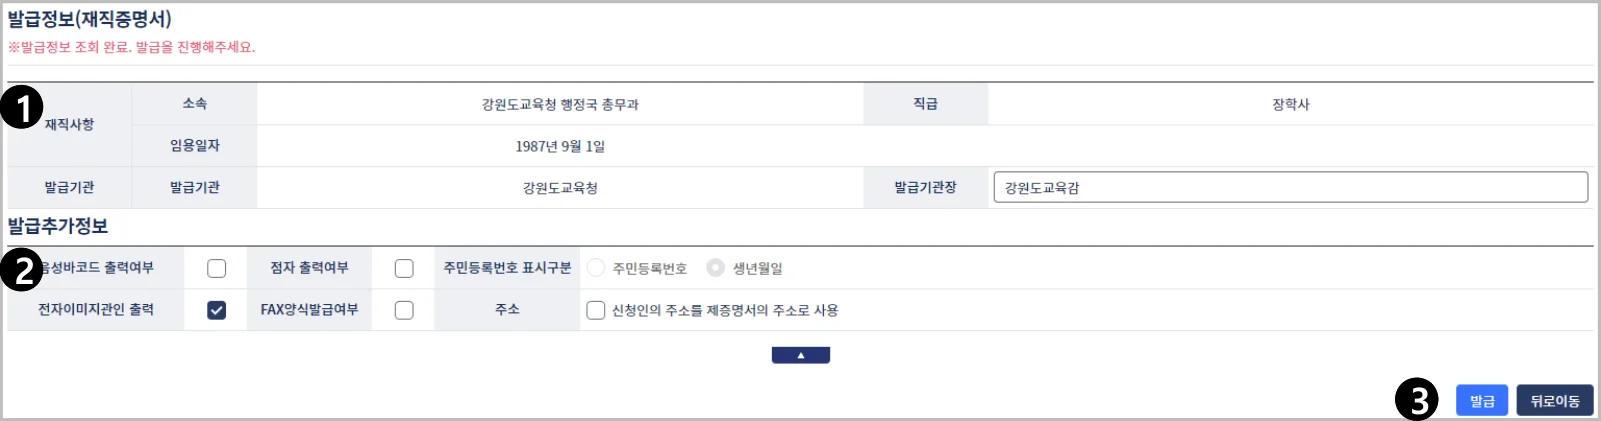 발급정보(재직증명서)
※발급정보 조회 완료. 발급을 진행해주세요.
1
재직사항 소속 강원도교육청 행정국 총무과 직급 장학사
임용일자 1987년 9월 1일
발급기관 발급기관 강원도교육청 발급기관장 강원도교육감
발급추가정보
2
음성바코드 출력여부 점자 출력여부 주민등록번호 표시구분 주민등록번호 생년월일
전자이미지관인 출력 FAX양식발급여부 주소 신청인의 주소를 제증명서의 주소로 사용
▲
3 발급 뒤로이동